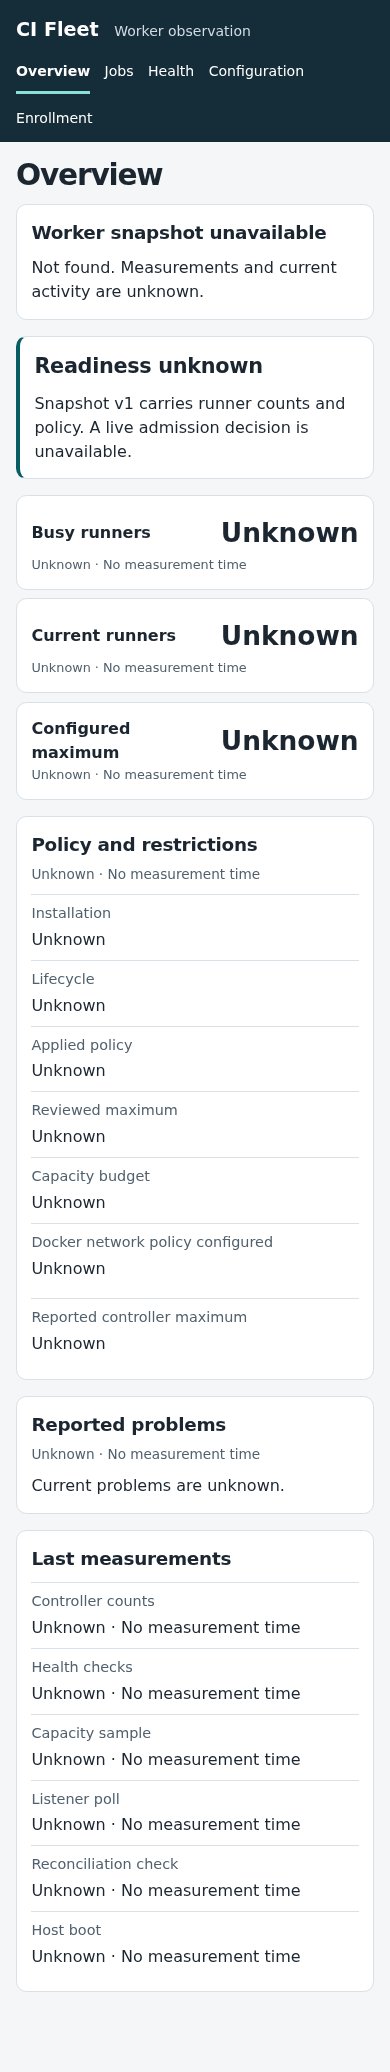 CI Fleet Worker observation
Overview Jobs Health Configuration
Enrollment
Overview
Worker snapshot unavailable
Not found. Measurements and current
activity are unknown.
Readiness unknown
Snapshot v1 carries runner counts and
policy. A live admission decision is
unavailable.
Busy runners Unknown
Unknown · No measurement time
Current runners Unknown
Unknown · No measurement time
Configured
maximum Unknown
Unknown · No measurement time
Policy and restrictions
Unknown · No measurement time
Installation
Unknown
Lifecycle
Unknown
Applied policy
Unknown
Reviewed maximum
Unknown
Capacity budget
Unknown
Docker network policy configured
Unknown
Reported controller maximum
Unknown
Reported problems
Unknown · No measurement time
Current problems are unknown.
Last measurements
Controller counts
Unknown · No measurement time
Health checks
Unknown · No measurement time
Capacity sample
Unknown · No measurement time
Listener poll
Unknown · No measurement time
Reconciliation check
Unknown · No measurement time
Host boot
Unknown · No measurement time